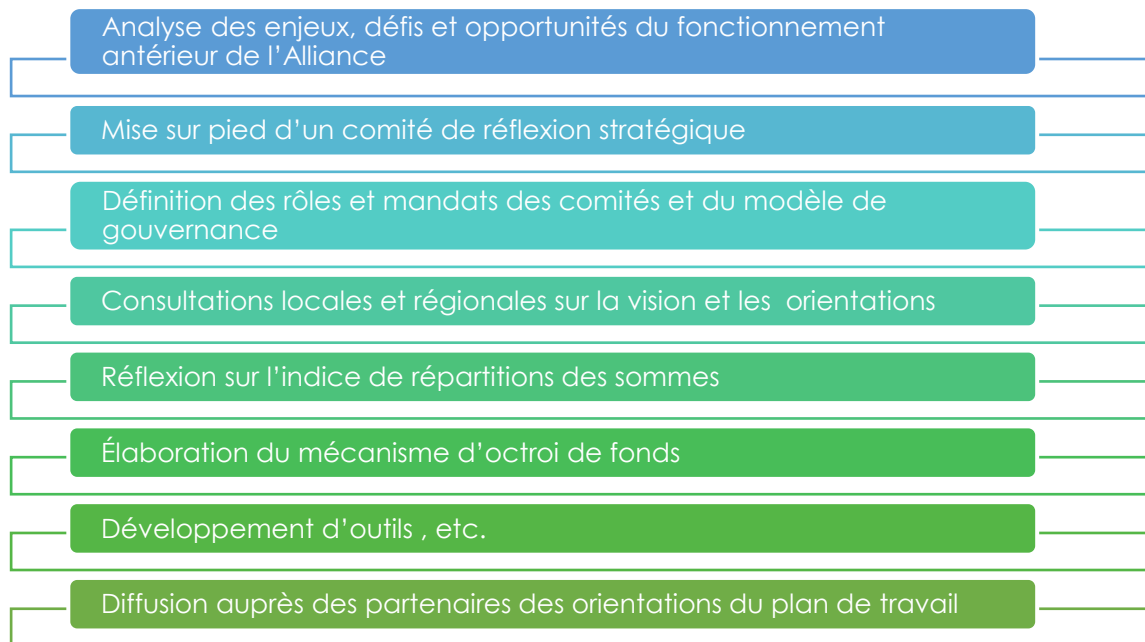 Analyse des enjeux, défis et opportunités du fonctionnement
antérieur de l’Alliance
Mise sur pied d’un comité de réflexion stratégique
Définition des rôles et mandats des comités et du modèle de
gouvernance
Consultations locales et régionales sur la vision et les  orientations
Réflexion sur l’indice de répartitions des sommes
Élaboration du mécanisme d’octroi de fonds
Développement d’outils , etc.
Diffusion auprès des partenaires des orientations du plan de travail